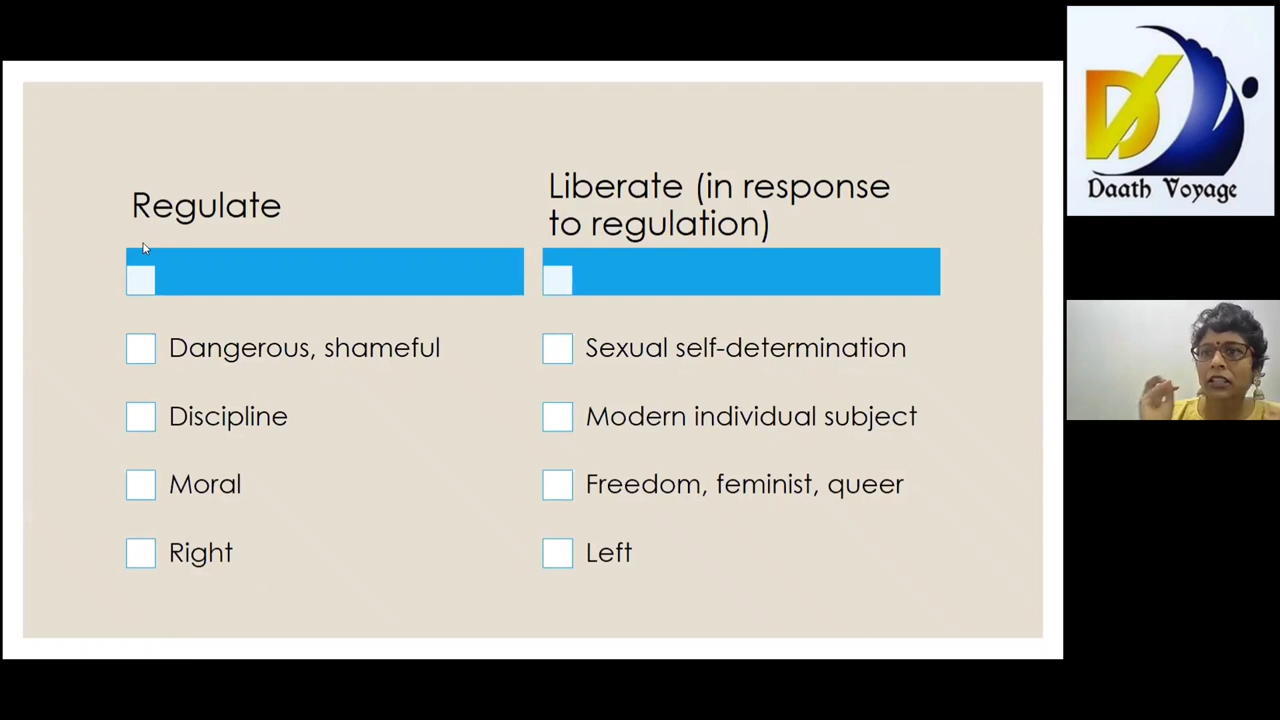 Regulate
Liberate (in response
to regulation)
Dangerous, shameful
Discipline
Moral
Right
Sexual self-determination
Modern individual subject
Freedom, feminist, queer
Left
D
Daath Voyage